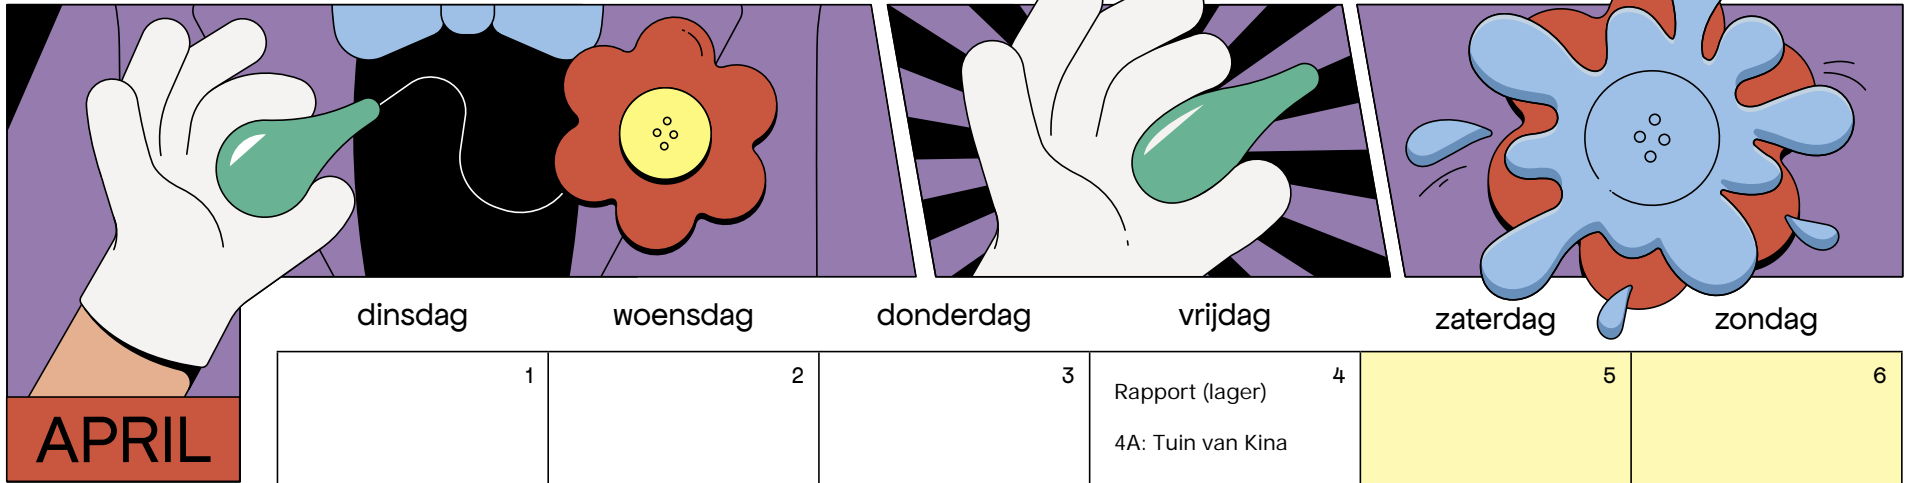 dinsdag
woensdag
donderdag
vrijdag
zaterdag
zondag
APRIL
1
2
3
4
Rapport (lager)
4A: Tuin van Kina
5
6